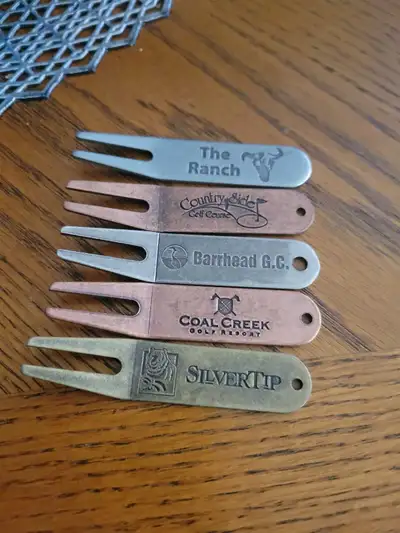 The
Ranch
Country Side
Golf Course
Barrhead G.C.
COAL CREEK
GOLF RESORT
SILVERTIP